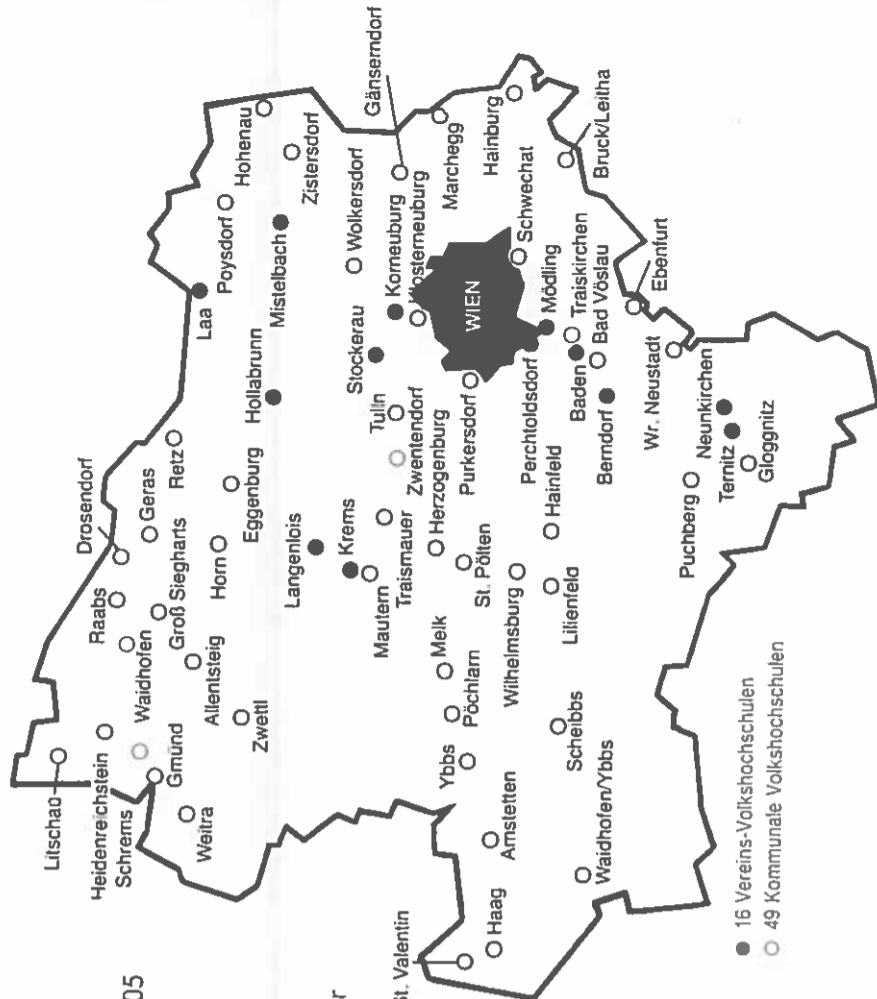 05
r
Litschau
Heidenreichstein
Schrems
Gmünd
Weitra
Waidhofen
Raabs
Drosendorf
Geras
Groß Siegharts
Allentsteig
Zwettl
Horn
Retz
Eggenburg
Laa
Poysdorf
Hohenau
Mistelbach
Zistersdorf
Hollabrunn
Langenlois
Krems
Mautern
Traismauer
Stockerau
Wolkersdorf
Gänserndorf
Korneuburg
Klosterneuburg
Marchegg
Hainburg
Tulln
Zwentendorf
Herzogenburg
Purkersdorf
WIEN
Schwechat
Bruck/Leitha
St. Valentin
Haag
Amstetten
Ybbs
Pöchlarn
Melk
St. Pölten
Wilhelmsburg
Scheibbs
Waidhofen/Ybbs
Lilienfeld
Hainfeld
Perchtoldsdorf
Mödling
Baden
Traiskirchen
Bad Vöslau
Berndorf
Ebenfurt
Wr. Neustadt
Neunkirchen
Ternitz
Gloggnitz
Puchberg
16 Vereins-Volkshochschulen
49 Kommunale Volkshochschulen